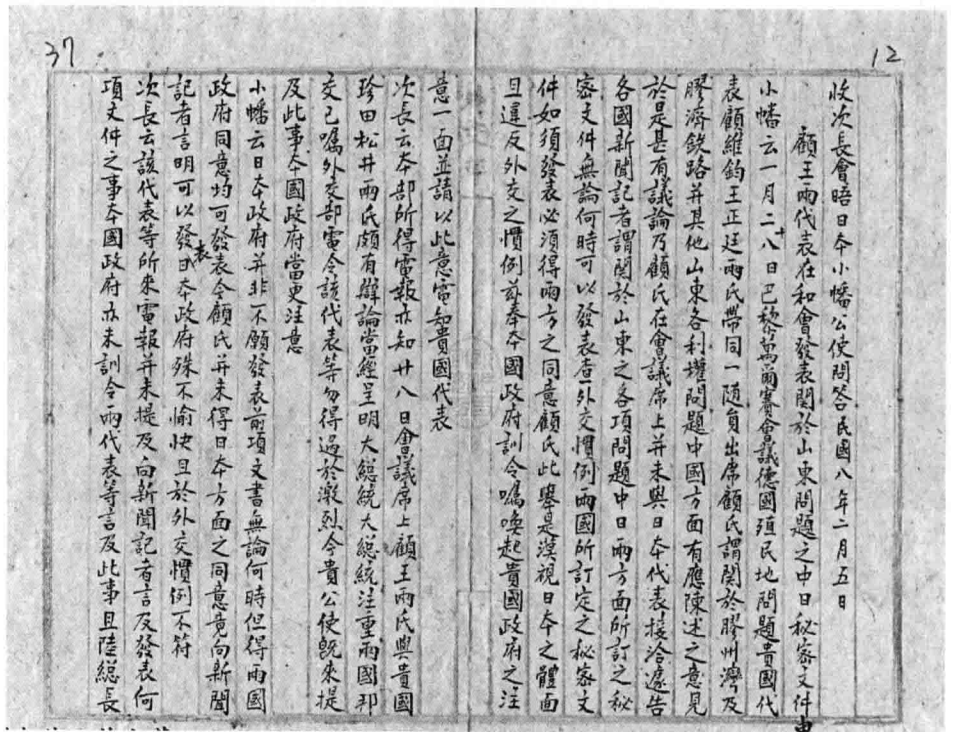 12
收次長會晤日本小幡公使問答民國八年二月五日
顧王兩代表在和會發表關於山東問題之中日秘密文件
小幡云一月二十八日巴黎萬爾賽會議德國殖民地問題貴國代
表顧維鈞王正廷兩氏帶同一随員出席顧氏謂関於膠州灣及
膠濟鉄路并其他山東各利權問題中國方面有應陳述之意見
於是甚有議論乃顧氏在會議席上并未與日本代表接洽遽告
各國新聞記者謂関於山東之各項問題中日兩方面所訂之秘
密文件無論何時可以發表查外交慣例兩國所訂定之秘密文
件如須發表必須得兩方之同意顧氏此舉是漠視日本之體面
且違反外交之慣例茲奉本國政府訓令囑喚起貴國政府之注
37
意一面並請以此意電知貴國代表
次長云本部所得電報亦知廿八日會議席上顧王兩氏與貴國
珍田松井兩氏頗有辯論當經呈明大総統大総統注重兩國邦
交已嘱外交部電令該代表等勿得過於激烈今貴公使既來提
及此事本國政府當更注意
小幡云日本政府并非不願發表前項文書無論何時但得兩國
政府同意均可發表今顧氏并未得日本方面之同意竟向新聞
記者言明可以發表日本政府殊不愉快且於外交慣例不符
次長云該代表等所來電報并未提及向新聞記者言及發表何
項文件之事本國政府亦未訓令兩代表等言及此事且陸総長